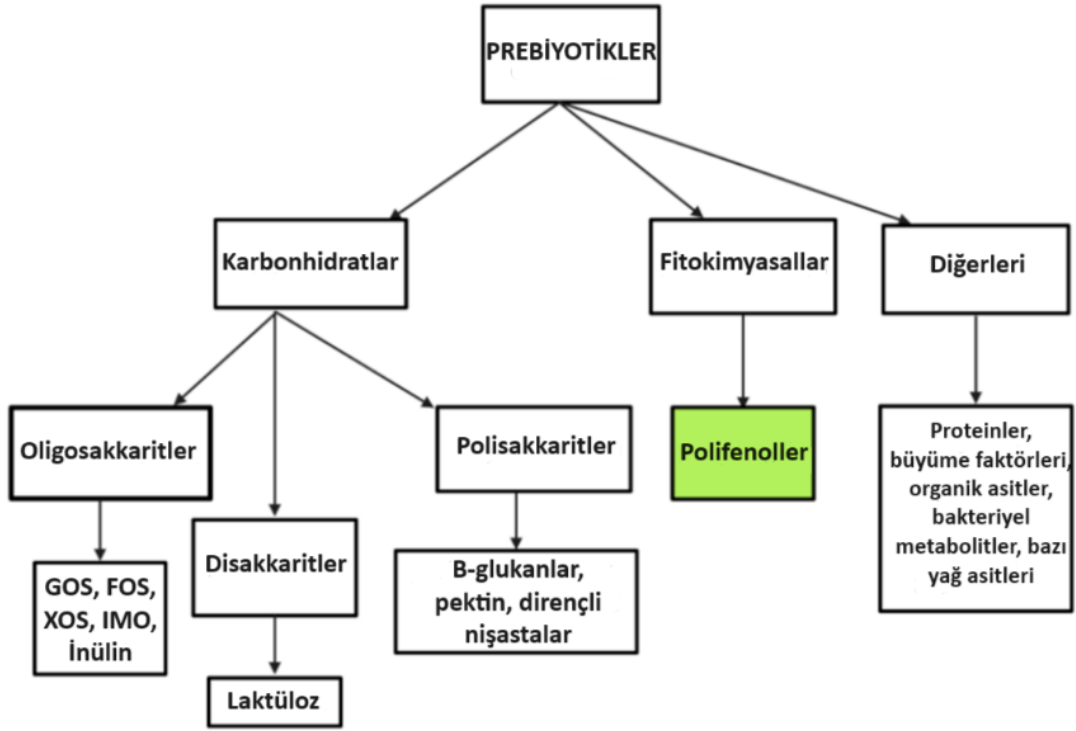 PREBİYOTİKLER
Karbonhidratlar
Fitokimyasallar
Diğerleri
Oligosakkaritler
Polisakkaritler
Polifenoller
Proteinler,
büyüme faktörleri,
organik asitler,
bakteriyel
metabolitler, bazı
yağ asitleri
Disakkaritler
GOS, FOS,
XOS, IMO,
İnülin
B-glukanlar,
pektin, dirençli
nişastalar
Laktüloz